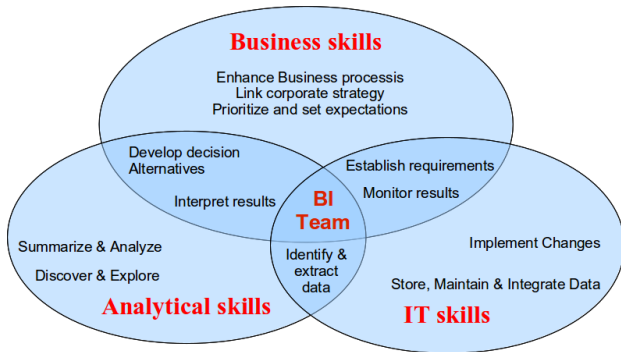 Business skills
Enhance Business processis
Link corporate strategy
Prioritize and set expectations
Develop decision
Alternatives
Interpret results
Establish requirements
Monitor results
BI
Team
Identify &
extract
data
Summarize & Analyze
Discover & Explore
Analytical skills
Implement Changes
Store, Maintain & Integrate Data
IT skills